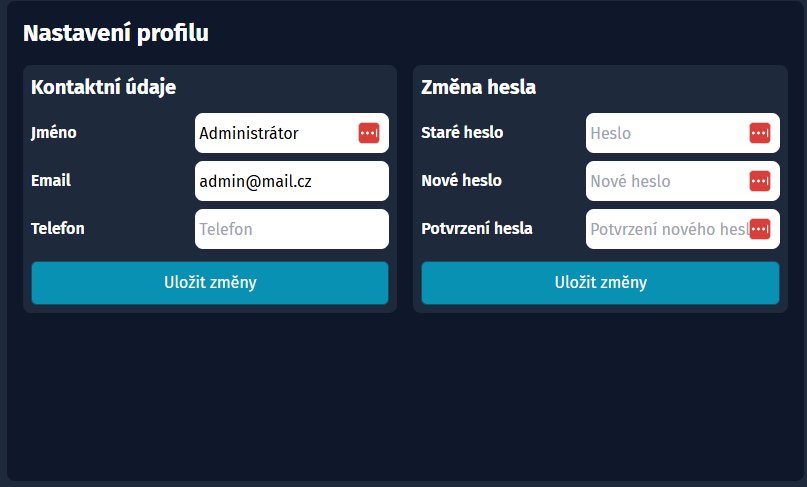 Nastavení profilu
Kontaktní údaje
Jméno
Administrátor
Email
admin@mail.cz
Telefon
Telefon
Uložit změny
Změna hesla
Staré heslo
Heslo
Nové heslo
Nové heslo
Potvrzení hesla
Potvrzení nového hesl
Uložit změny